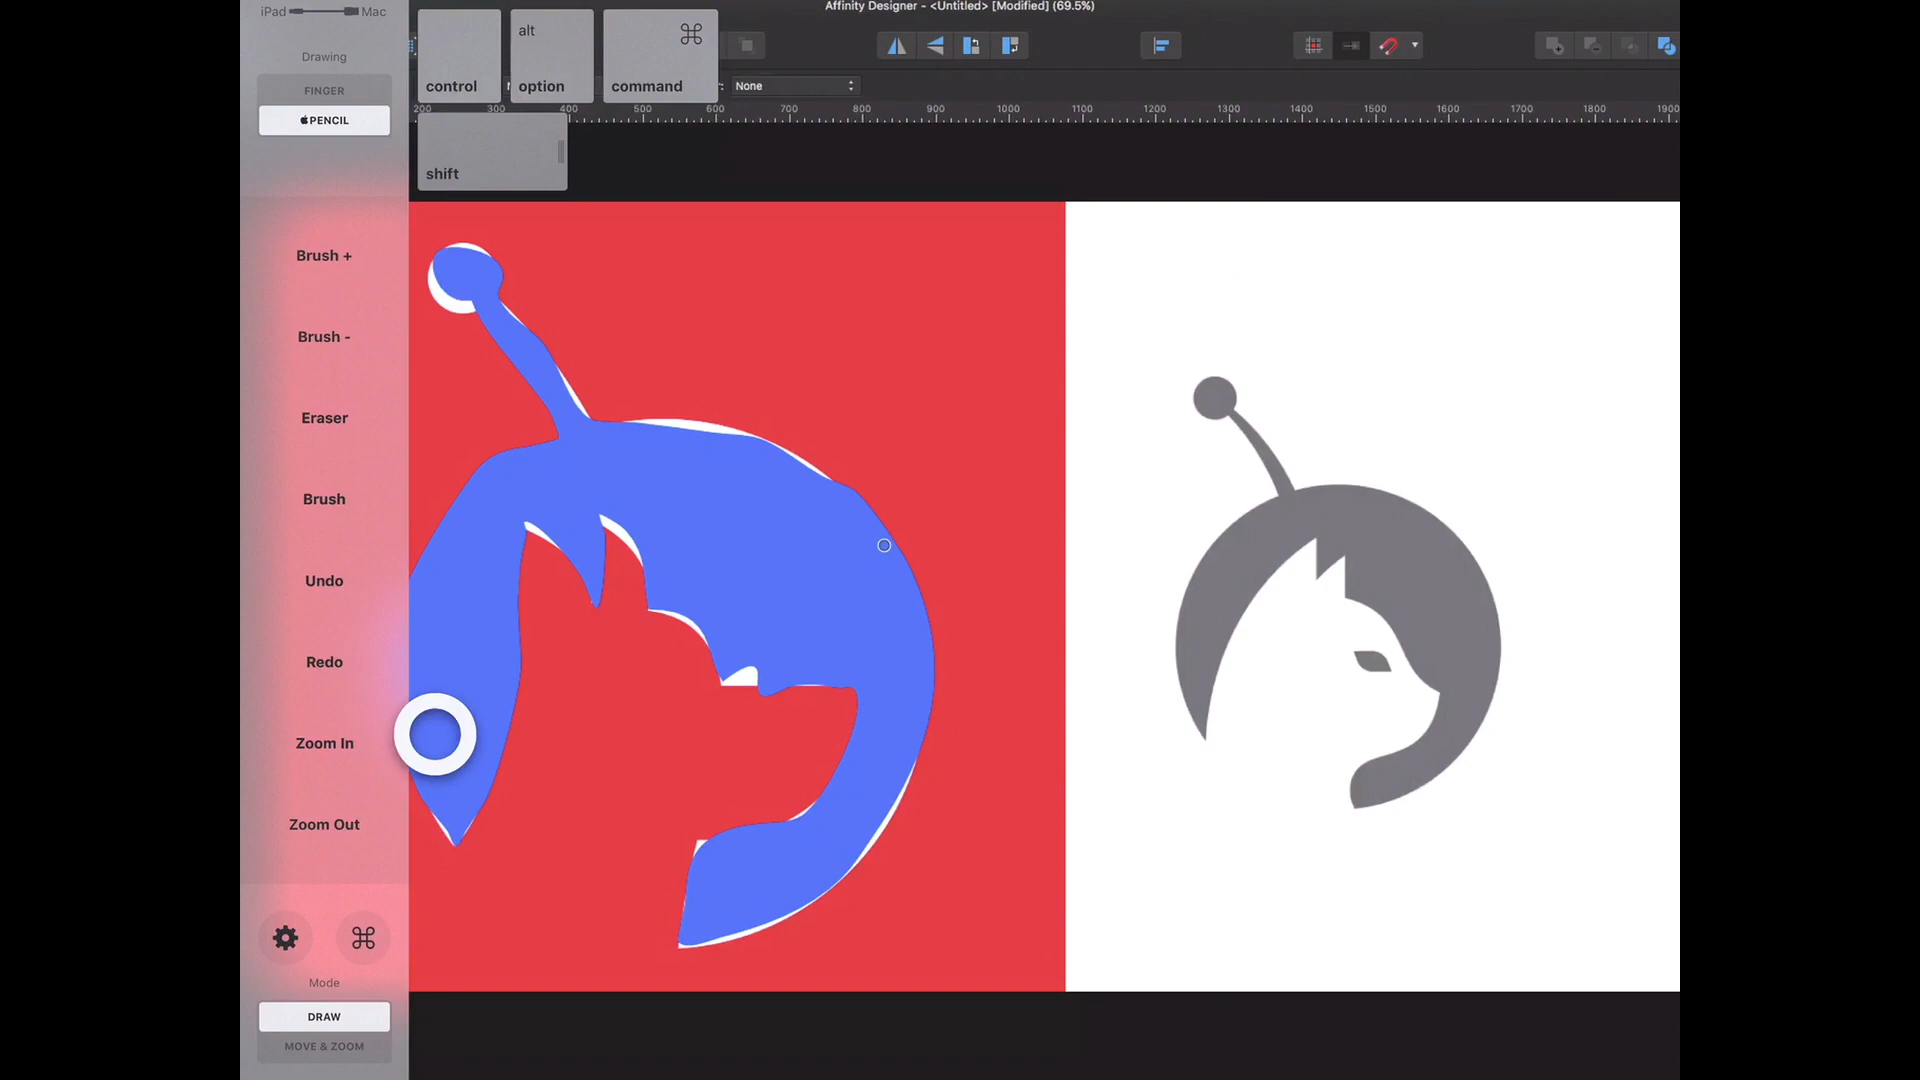 iPad Mac
Affinity Designer - <Untitled> [Modified] (69.5%)
Drawing
FINGER
PENCIL
control
alt
option
command
None
200 300 400 500 600 700 800 900 1000 1100 1200 1300 1400 1500 1600 1700 1800 1900
shift
Brush +
Brush -
Eraser
Brush
Undo
Redo
Zoom In
Zoom Out
Mode
DRAW
MOVE & ZOOM